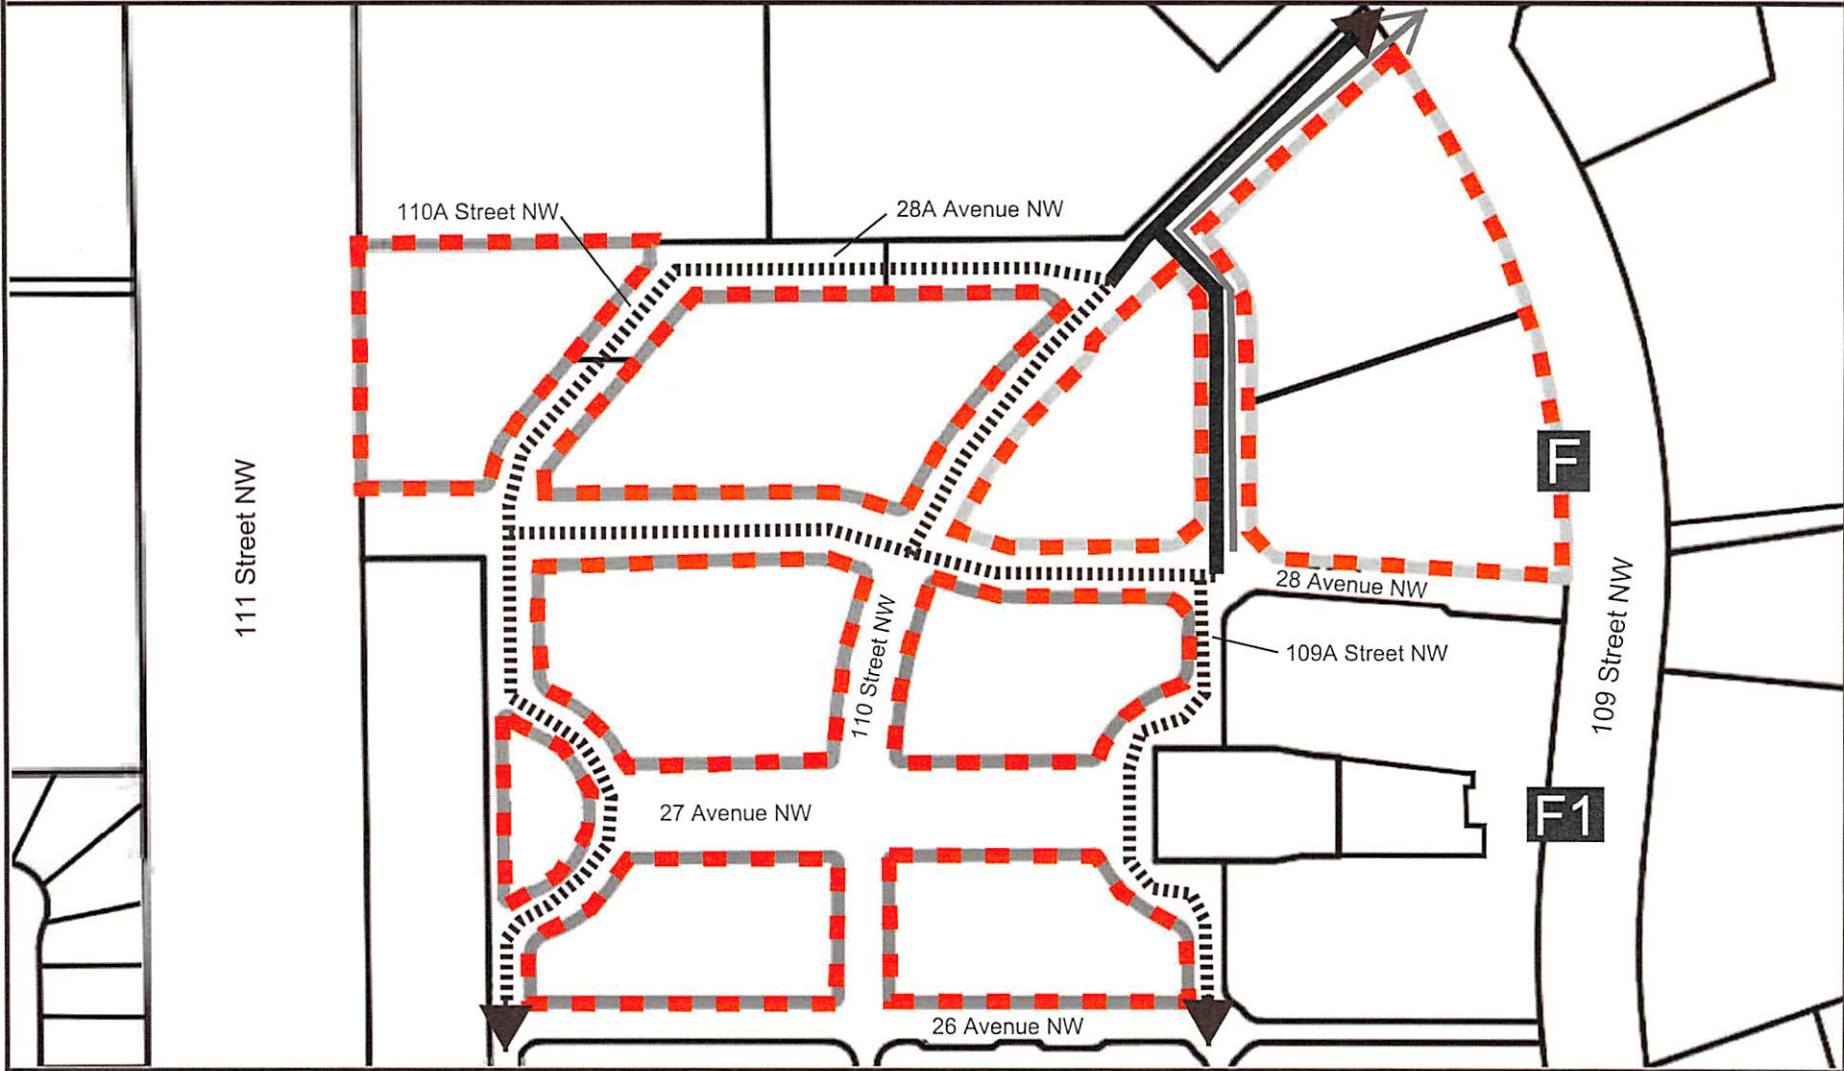 110A Street NW
28A Avenue NW
F
111 Street NW
28 Avenue NW
109A Street NW
110 Street NW
109 Street NW
27 Avenue NW
F1
26 Avenue NW